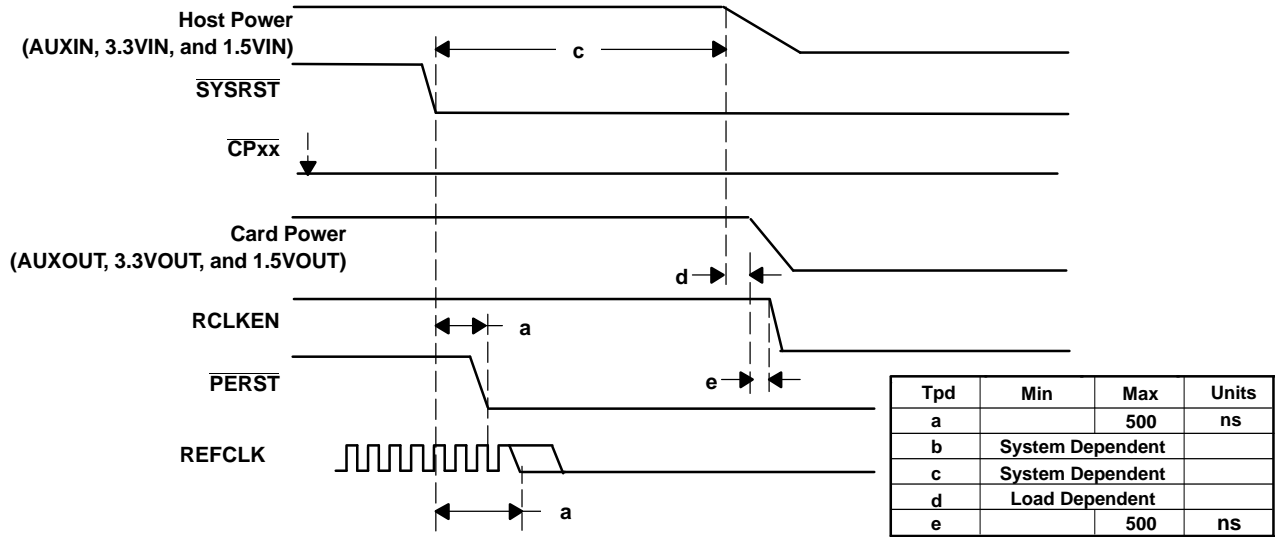 Host Power
(AUXIN, 3.3VIN, and 1.5VIN)
c
SYSRST
CPxx
Card Power
(AUXOUT, 3.3VOUT, and 1.5VOUT)
d
RCLKEN
a
PERST
e
REFCLK
a
Tpd Min Max Units
a 500 ns
b System Dependent
c System Dependent
d Load Dependent
e 500 ns